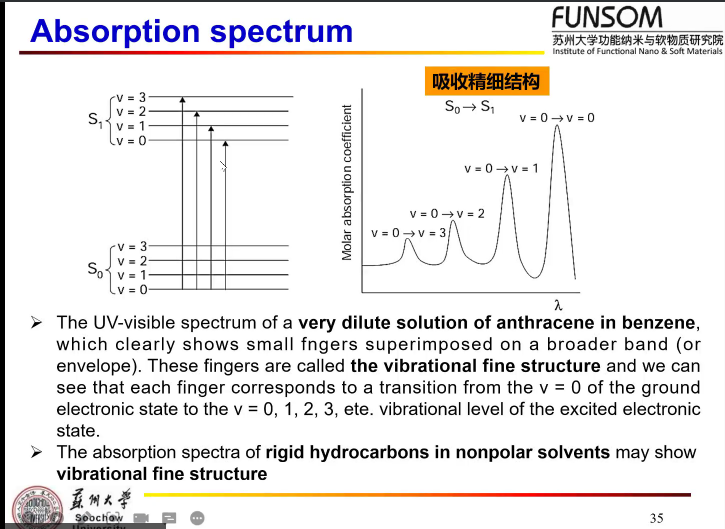 Absorption spectrum
FUNSOM
苏州大学功能纳米与软物质研究院
Institute of Functional Nano & Soft Materials
吸收精细结构
S₁
v = 3
v = 2
v = 1
v = 0
S₀
v = 3
v = 2
v = 1
v = 0
Molar absorption coefficient
S₀ → S₁
v = 0 → v = 0
v = 0 → v = 1
v = 0 → v = 2
v = 0 → v = 3
λ
➢ The UV-visible spectrum of a very dilute solution of anthracene in benzene,
which clearly shows small fngers superimposed on a broader band (or
envelope). These fingers are called the vibrational fine structure and we can
see that each finger corresponds to a transition from the v = 0 of the ground
electronic state to the v = 0, 1, 2, 3, ete. vibrational level of the excited electronic
state.
➢ The absorption spectra of rigid hydrocarbons in nonpolar solvents may show
vibrational fine structure
蘇州大学
Soochow
University
35